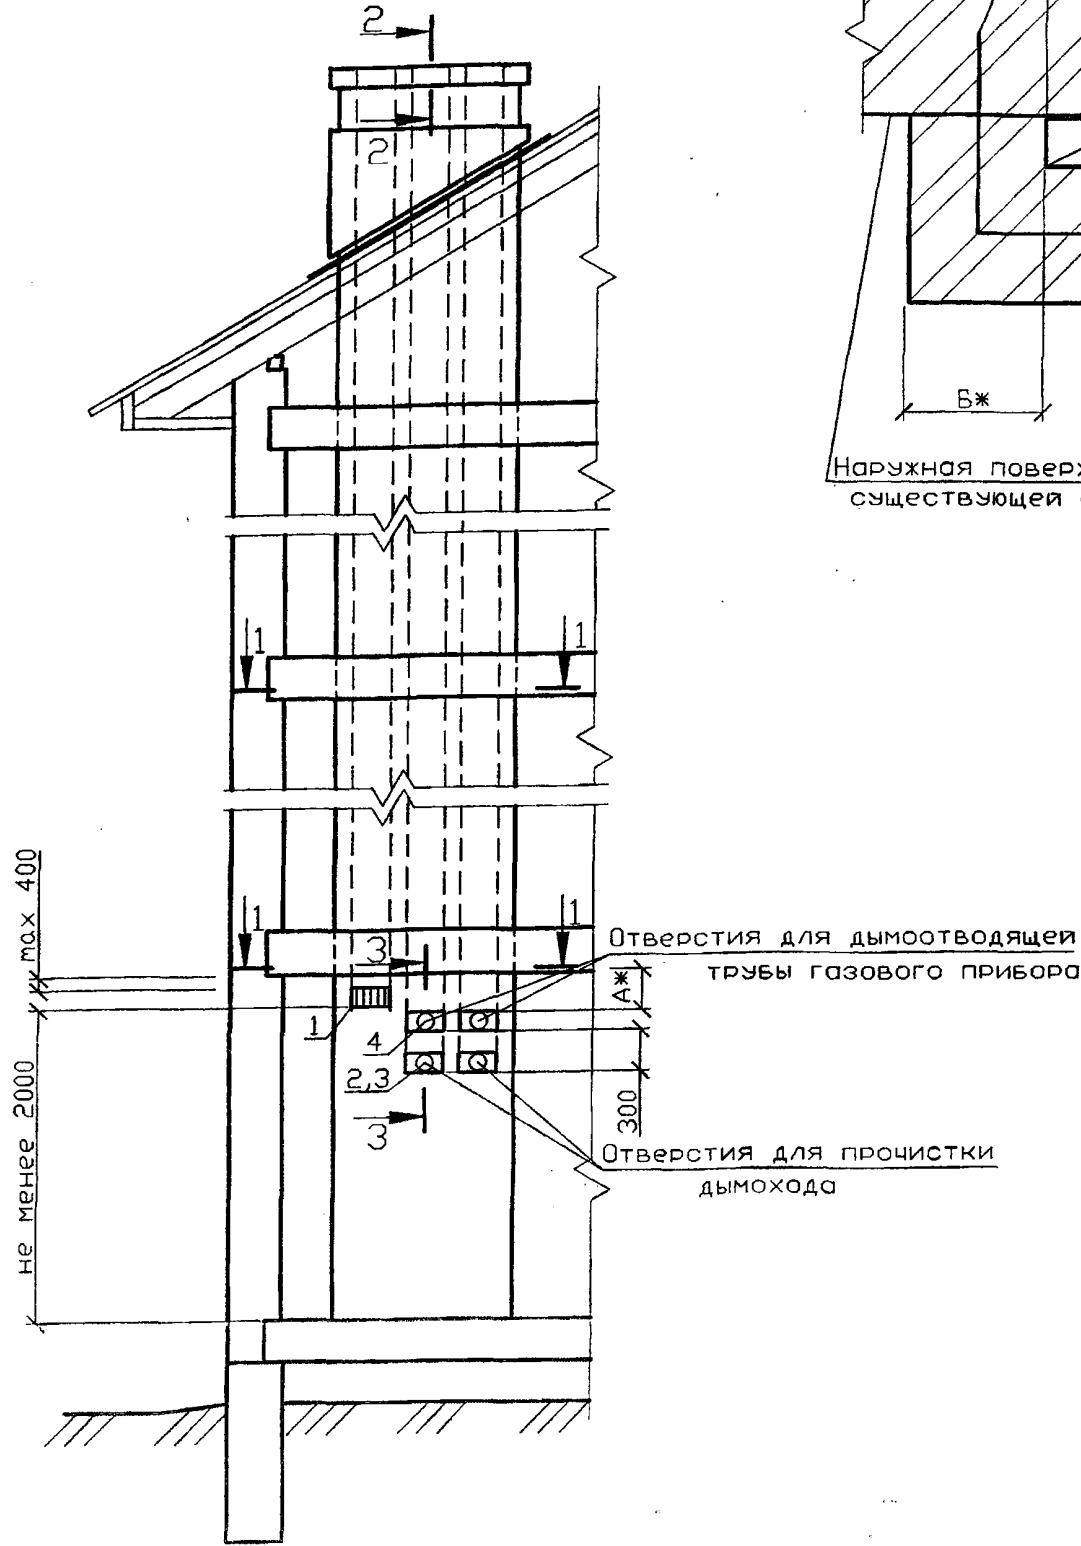 2
2
Б*
Наружная
существующей
1
1
max 400
1
1
3
Отверстия для дымоотводящей
трубы газового прибора
А*
1
4
2,3
300
3
не менее 2000
Отверстия для прочистки
дымохода